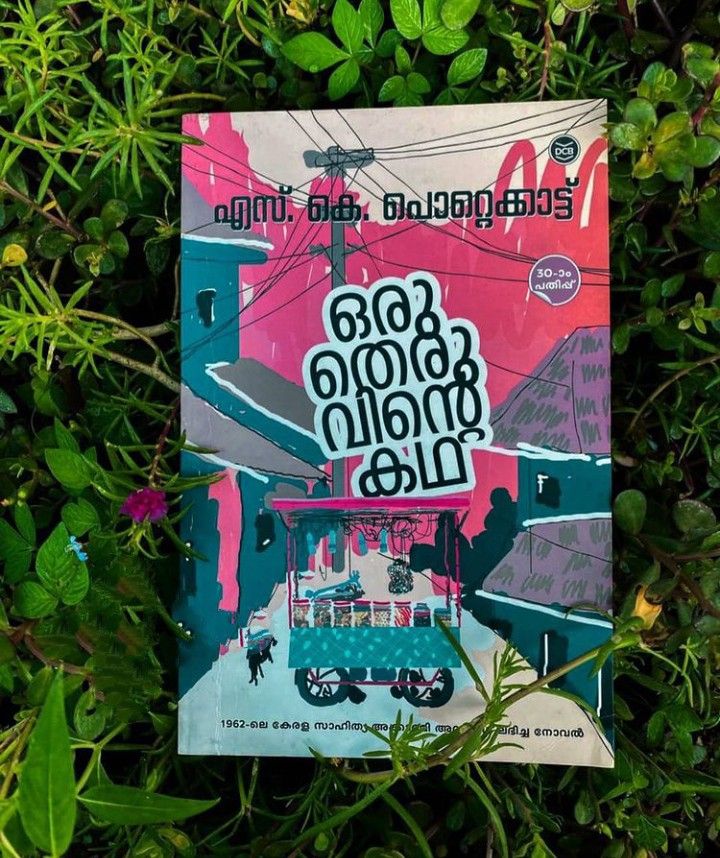 DCB
എസ്. കെ. പൊറ്റെക്കാട്ട്
30-ാം
പതിപ്പ്
ഒരു
തെരു
വിന്റെ
കഥ
1962-ലെ കേരള സാഹിത്യ ലഭിച്ച നോവൽ